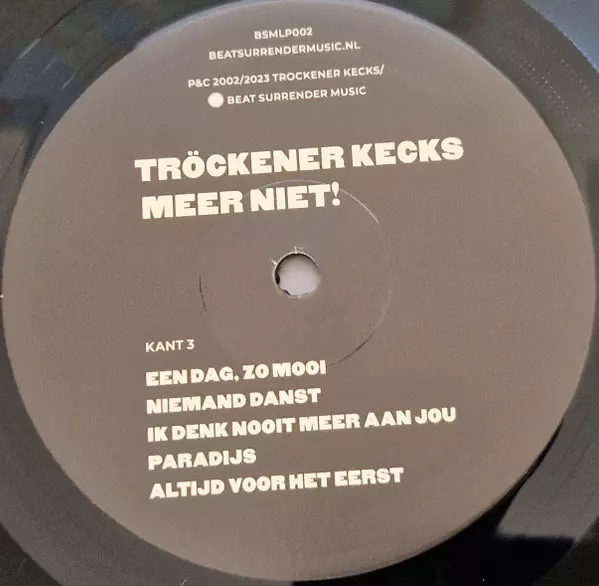 BSMLP002
BEATSURRENDERMUSIC.NL
P&C 2002/2023 TROCKENER KECKS/
BEAT SURRENDER MUSIC
TRÖCKENER KECKS
MEER NIET!
KANT 3
EEN DAG, ZO MOOI
NIEMAND DANST
IK DENK NOOIT MEER AAN JOU
PARADIJS
ALTIJD VOOR HET EERST